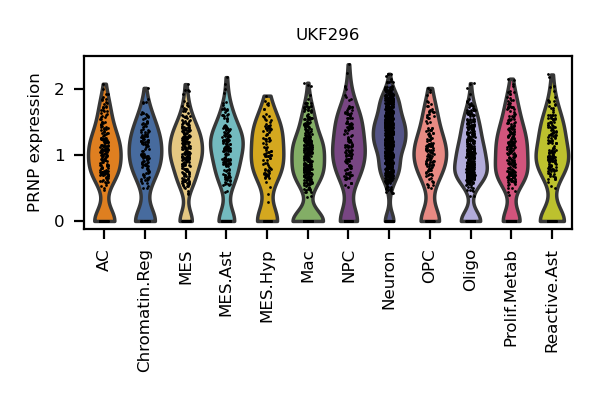 UKF296
PRNP expression
2
1
0
AC
Chromatin.Reg
MES
MES.Ast
MES.Hyp
Mac
NPC
Neuron
OPC
Oligo
Prolif.Metab
Reactive.Ast